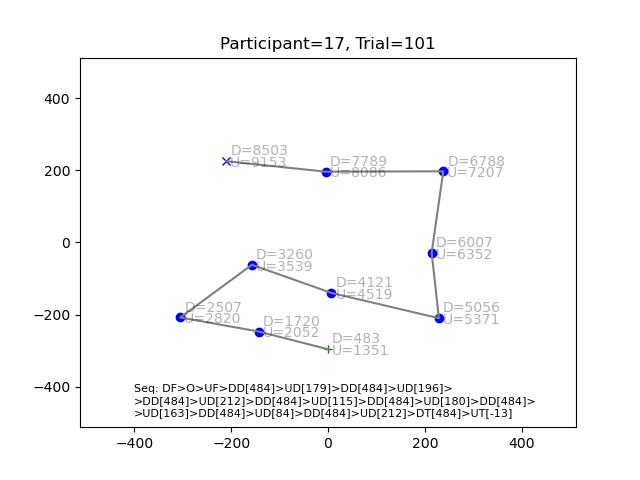 Participant=17, Trial=101
400
200
0
−200
−400
D=8503
U=9153
D=7789
U=8086
D=6788
U=7207
D=6007
U=6352
D=3260
U=3539
D=4121
U=4519
D=5056
U=5371
D=2507
U=2820
D=1720
U=2052
D=483
U=1351
Seq: DF>O>UF>DD[484]>UD[179]>DD[484]>UD[196]>
>DD[484]>UD[212]>DD[484]>UD[115]>DD[484]>UD[180]>DD[484]>
>UD[163]>DD[484]>UD[84]>DD[484]>UD[212]>DT[484]>UT[-13]
−400 −200 0 200 400